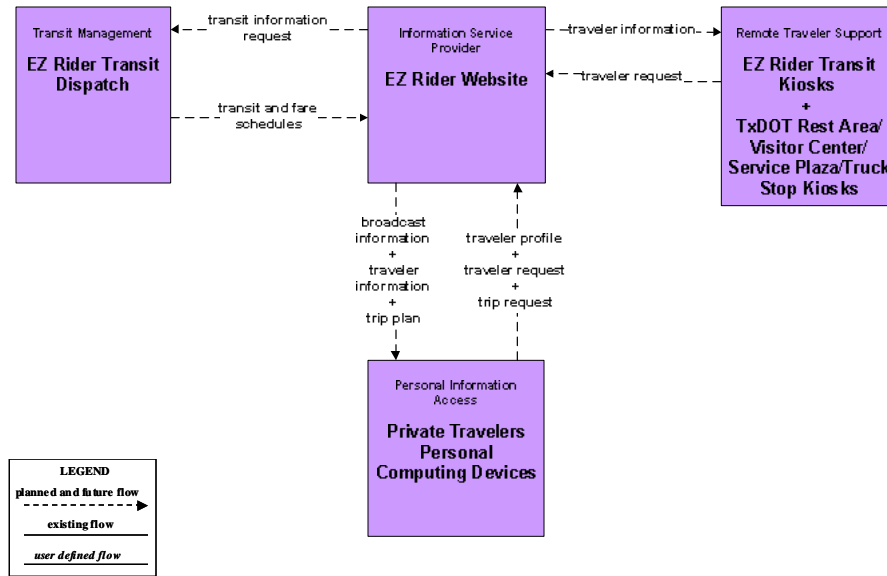 Transit Management
EZ Rider Transit
Dispatch
transit information
request
transit and fare
schedules
Information Service
Provider
EZ Rider Website
traveler information
traveler request
Remote Traveler Support
EZ Rider Transit
Kiosks
+
TxDOT Rest Area/
Visitor Center/
Service Plaza/Truck
Stop Kiosks
broadcast
information
+
traveler
information
+
trip plan
traveler profile
+
traveler request
+
trip request
Personal Information
Access
Private Travelers
Personal
Computing Devices
LEGEND
planned and future flow
existing flow
user defined flow